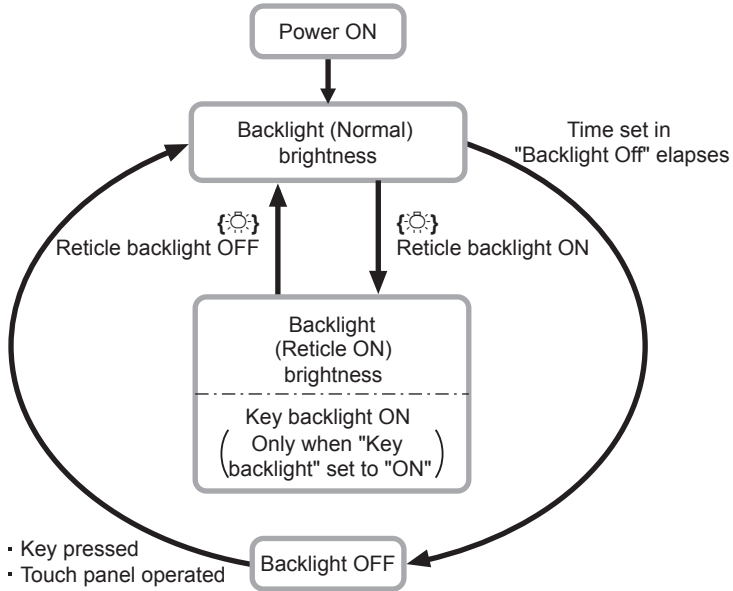 Power ON
Backlight (Normal)
brightness
Time set in
"Backlight Off" elapses
{☼}
Reticle backlight OFF
{☼}
Reticle backlight ON
Backlight
(Reticle ON)
brightness
Key backlight ON
(Only when "Key
backlight" set to "ON")
・Key pressed
・Touch panel operated
Backlight OFF